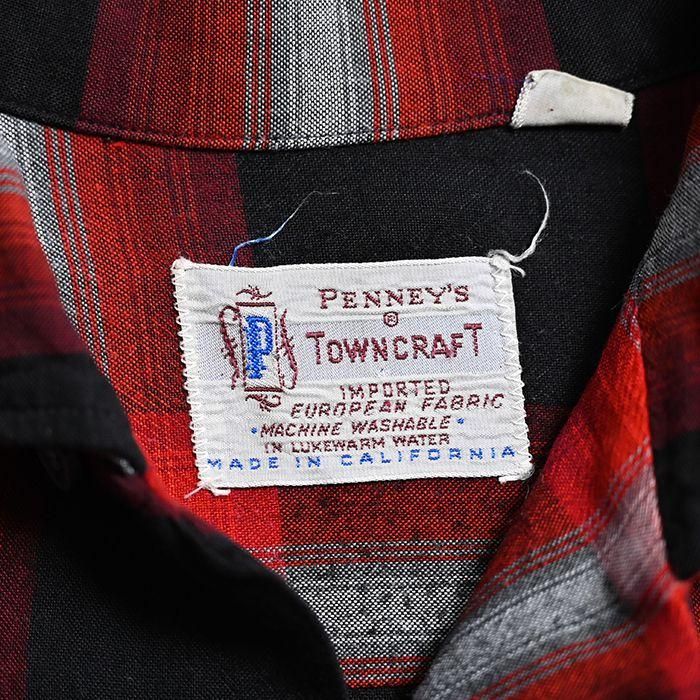 PENNEY'S
®
P TOWNCRAFT
IMPORTED
EUROPEAN FABRIC
•MACHINE WASHABLE•
IN LUKEWARM WATER
MADE IN CALIFORNIA